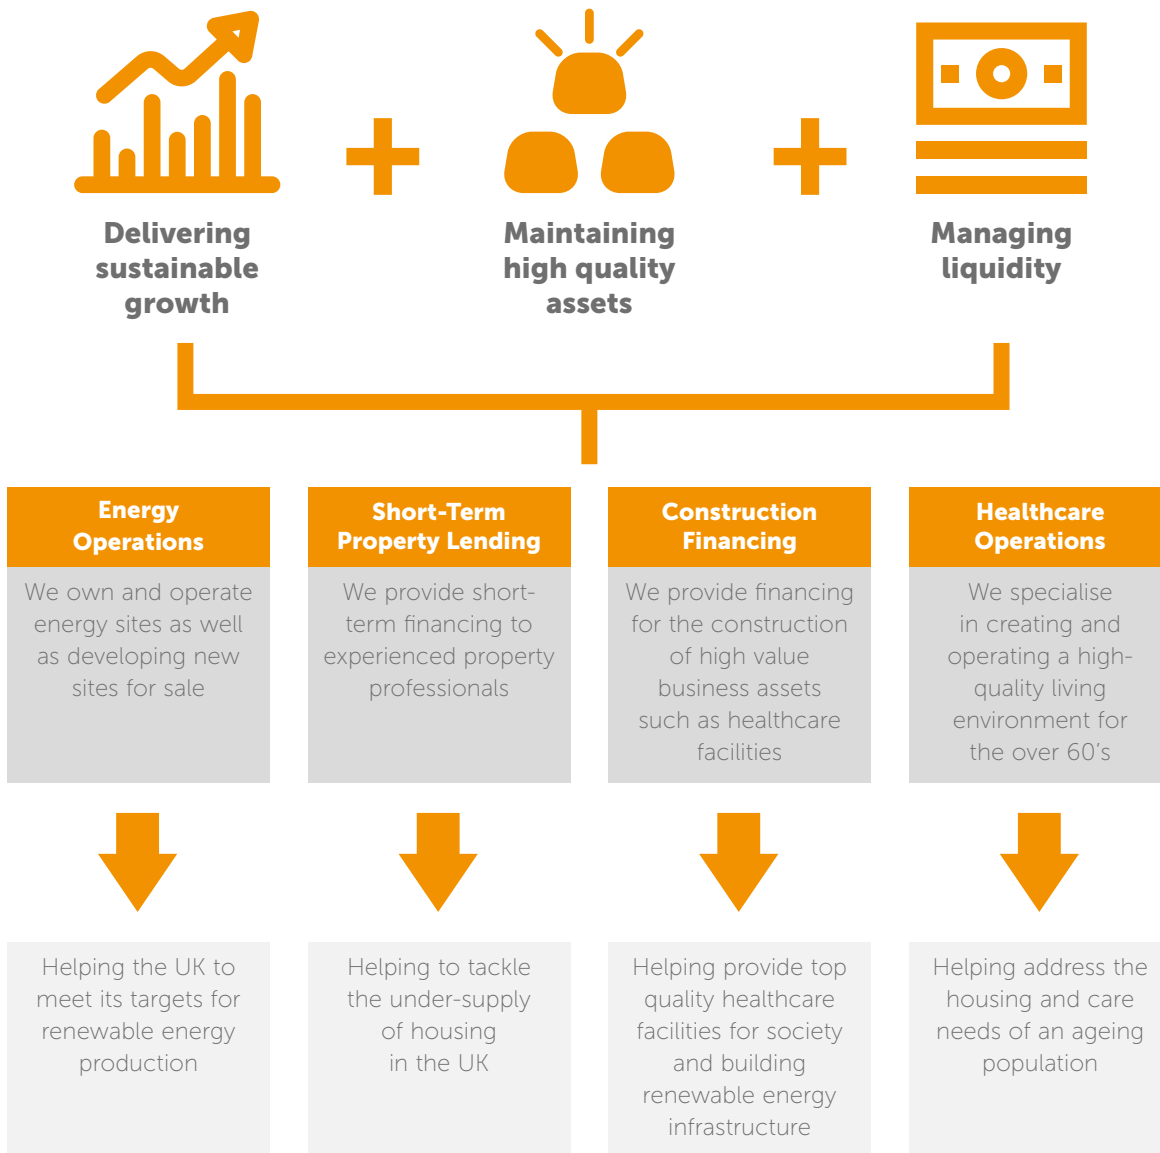 Delivering
sustainable
growth
Maintaining
high quality
assets
Managing
liquidity
Energy
Operations
We own and operate
energy sites as well
as developing new
sites for sale
Helping the UK to
meet its targets for
renewable energy
production
Short-Term
Property Lending
We provide short-
term financing to
experienced property
professionals
Helping to tackle
the under-supply
of housing
in the UK
Construction
Financing
We provide financing
for the construction
of high value
business assets
such as healthcare
facilities
Helping provide top
quality healthcare
facilities for society
and building
renewable energy
infrastructure
Healthcare
Operations
We specialise
in creating and
operating a high-
quality living
environment for
the over 60's
Helping address the
housing and care
needs of an ageing
population